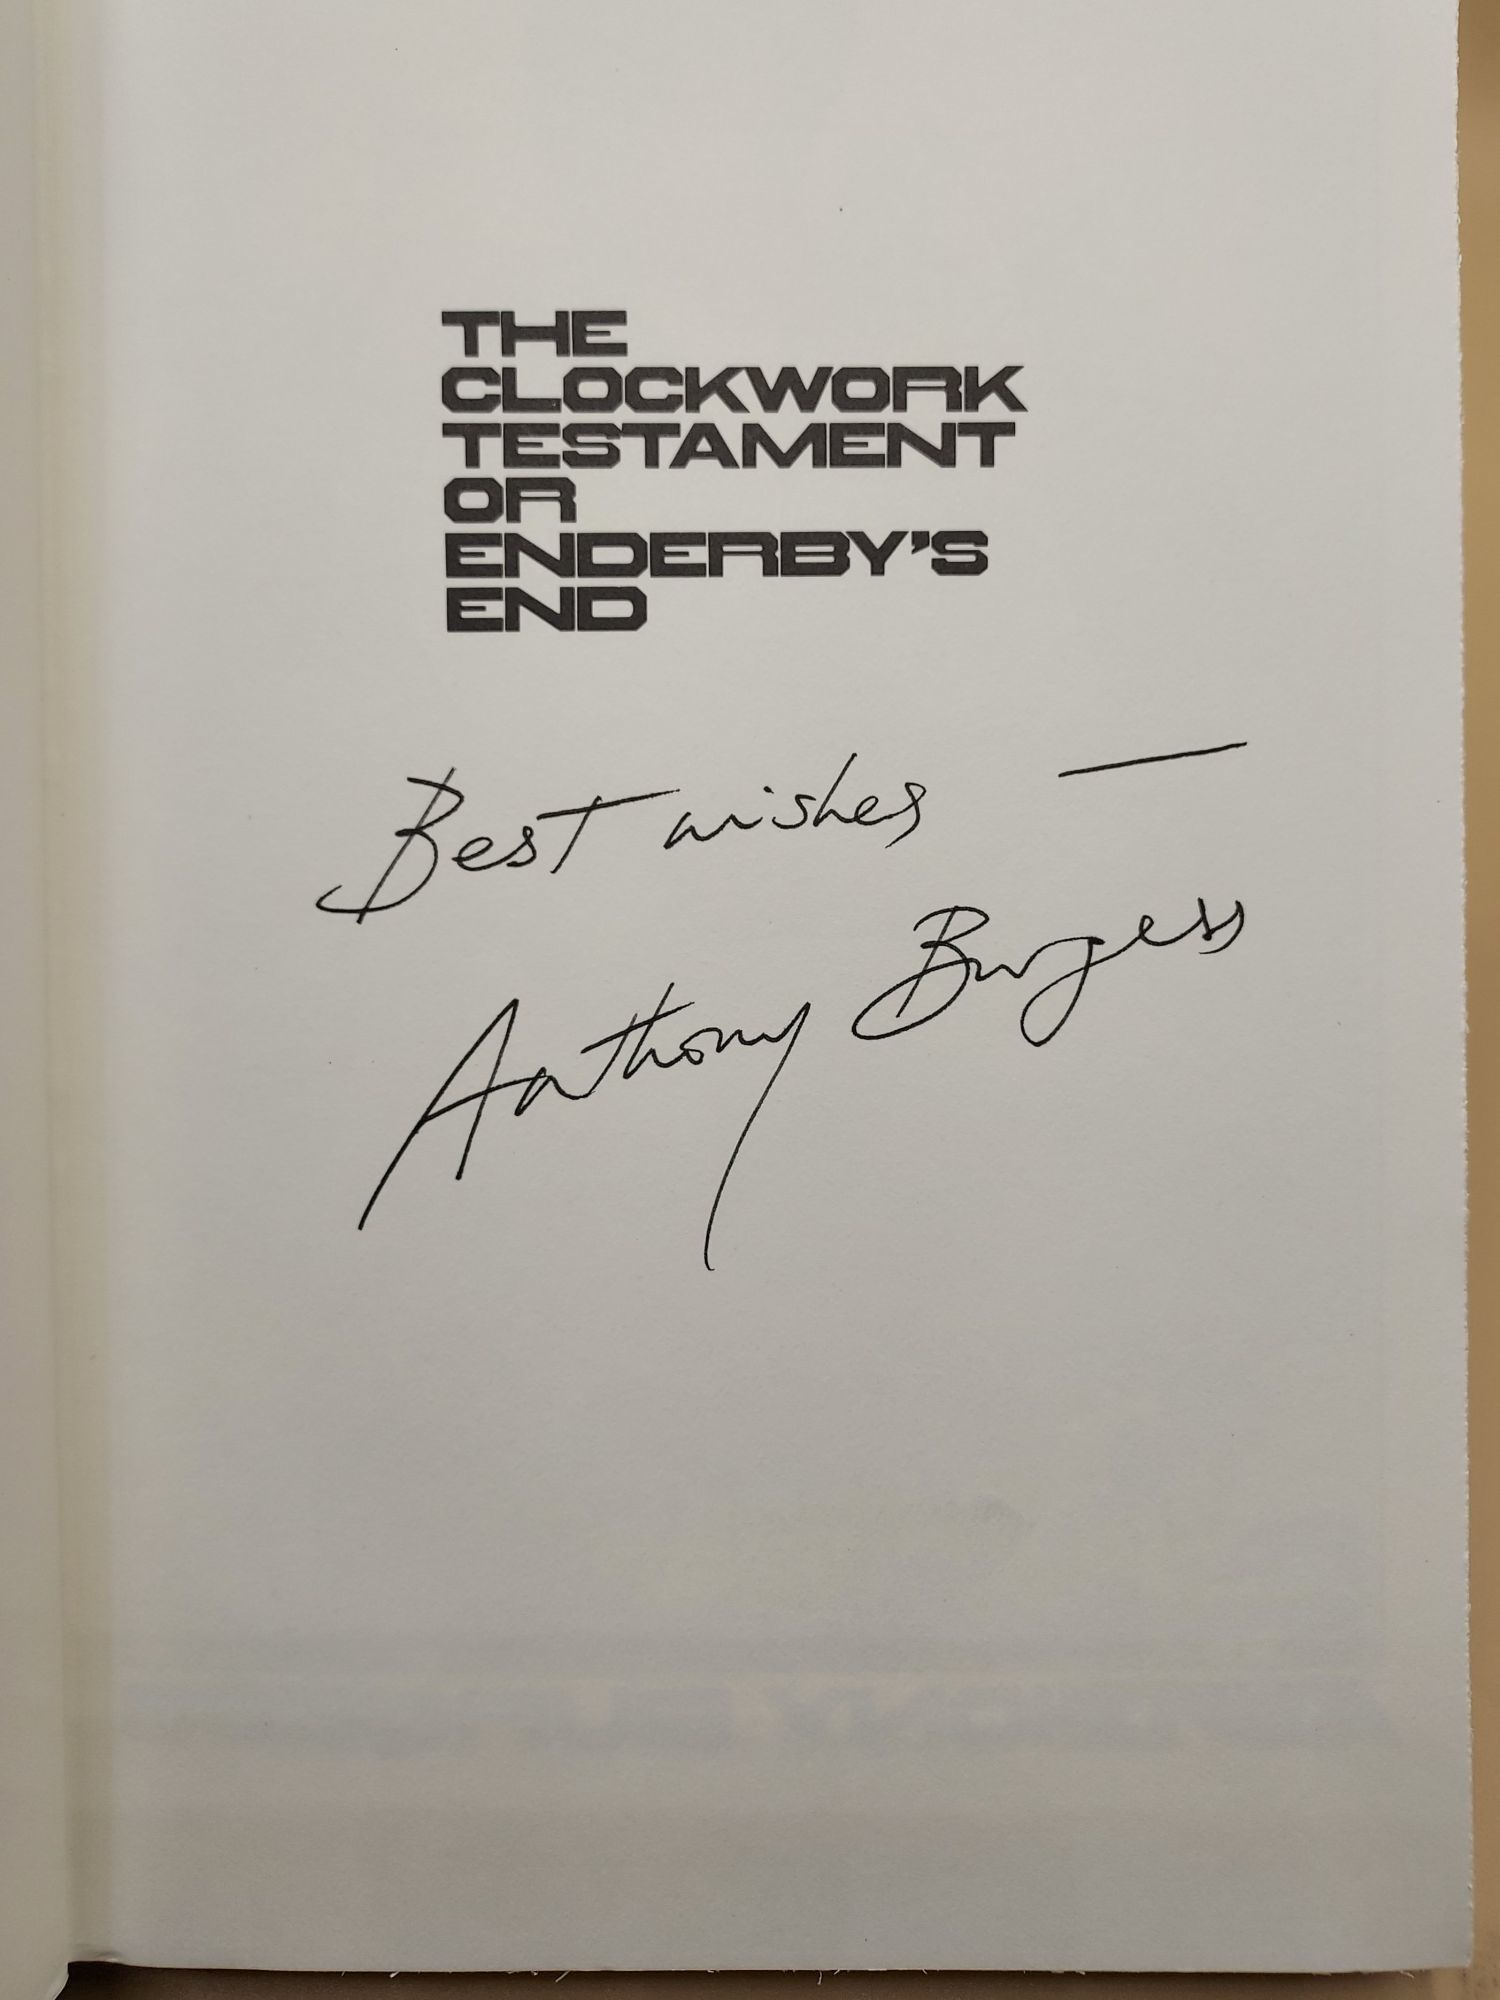 THE
CLOCKWORK
TESTAMENT
OR
ENDERBY'S
END
Best wishes —
Anthony Burgess